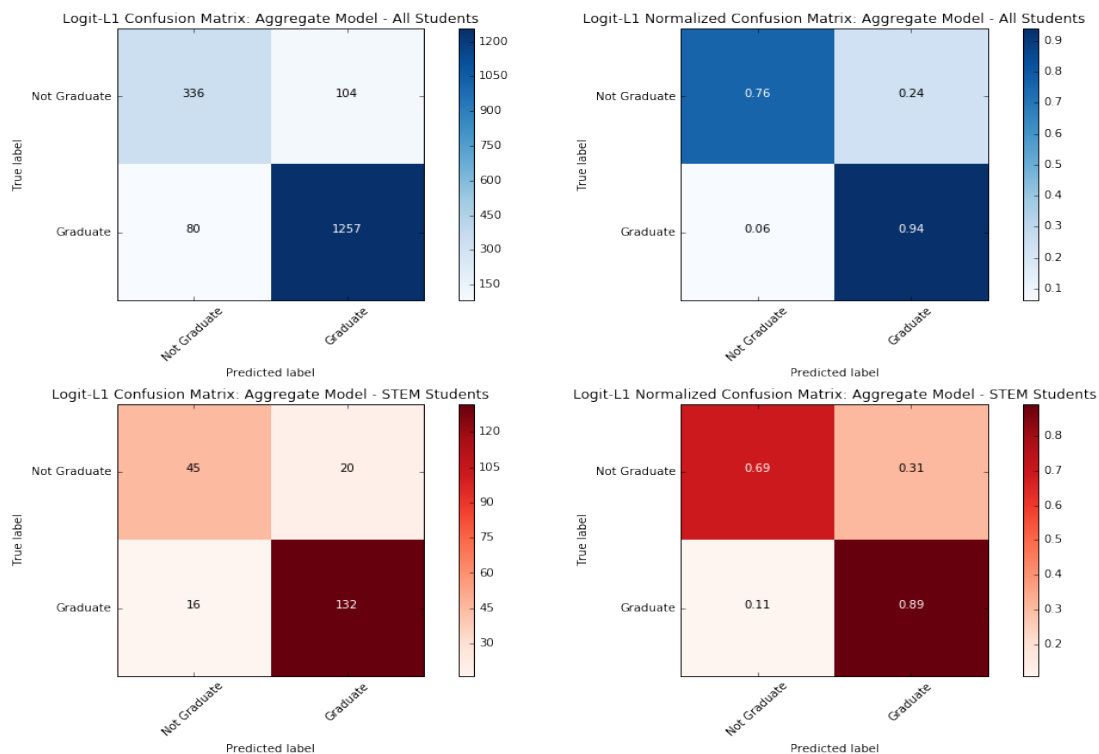 Logit-L1 Confusion Matrix: Aggregate Model - All Students
Not Graduate
Graduate
True label
336
104
80
1257
Not Graduate
Graduate
Predicted label
1200
1050
900
750
600
450
300
150
Logit-L1 Normalized Confusion Matrix: Aggregate Model - All Students
Not Graduate
Graduate
True label
0.76
0.24
0.06
0.94
Not Graduate
Graduate
Predicted label
0.9
0.8
0.7
0.6
0.5
0.4
0.3
0.2
0.1
Logit-L1 Confusion Matrix: Aggregate Model - STEM Students
Not Graduate
Graduate
True label
45
20
16
132
Not Graduate
Graduate
Predicted label
120
105
90
75
60
45
30
Logit-L1 Normalized Confusion Matrix: Aggregate Model - STEM Students
Not Graduate
Graduate
True label
0.69
0.31
0.11
0.89
Not Graduate
Graduate
Predicted label
0.8
0.7
0.6
0.5
0.4
0.3
0.2